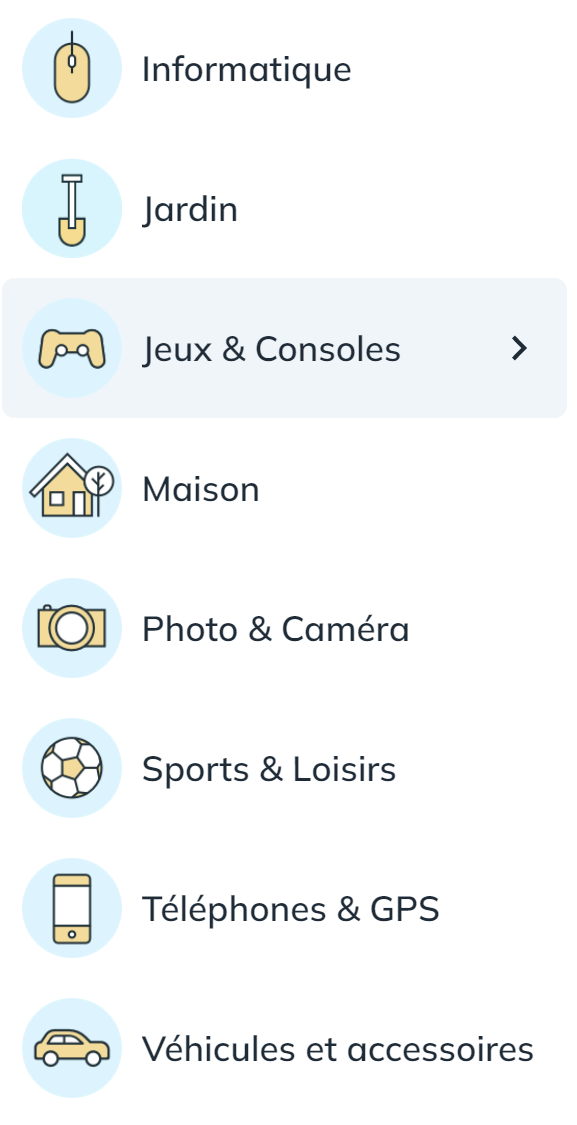 Informatique
Jardin
Jeux & Consoles
Maison
Photo & Caméra
Sports & Loisirs
Téléphones & GPS
Véhicules et accessoires